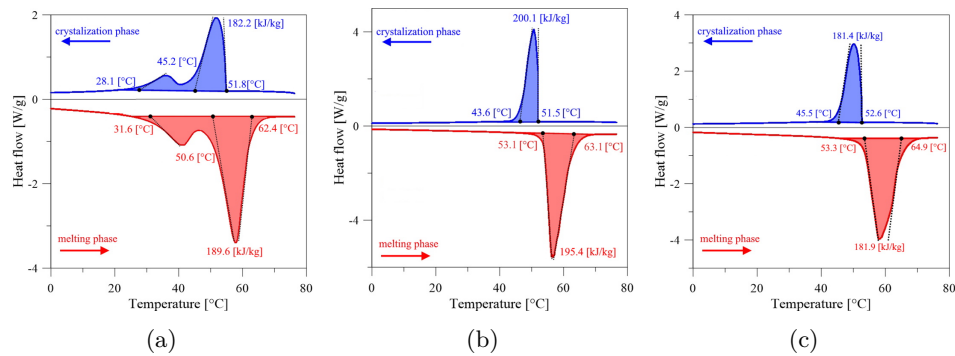 2
182.2 [kJ/kg]
crystalization phase
45.2 [°C]
28.1 [°C]
51.8 [°C]
0
31.6 [°C]
62.4 [°C]
50.6 [°C]
-2
melting phase
189.6 [kJ/kg]
-4
0 20 40 60 80
Heat flow [W/g]
Temperature [°C]
(a)
200.1 [kJ/kg]
4
crystalization phase
43.6 [°C]
51.5 [°C]
0
53.1 [°C]
63.1 [°C]
-4
melting phase
195.4 [kJ/kg]
0 20 40 60 80
Heat flow [W/g]
Temperature [°C]
(b)
4
181.4 [kJ/kg]
crystalization phase
2
45.5 [°C]
52.6 [°C]
0
53.3 [°C]
64.9 [°C]
-2
melting phase
181.9 [kJ/kg]
-4
0 20 40 60 80
Heat flow [W/g]
Temperature [°C]
(c)